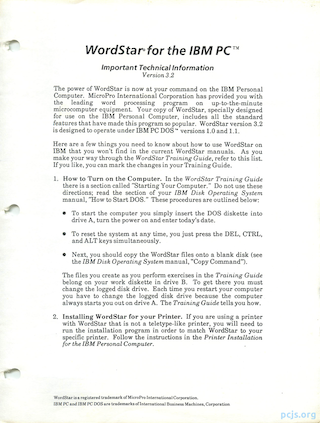 WordStar® for the IBM PC™
Important Technical Information
Version 3.2
The power of WordStar is now at your command on the IBM Personal
Computer. MicroPro International Corporation has provided you with
the leading word processing program on up-to-the-minute
microcomputer equipment. Your copy of WordStar, specially designed
for use on the IBM Personal Computer, includes all the standard
features that have made this program so popular. WordStar version 3.2
is designed to operate under IBM PC DOS™ versions 1.0 and 1.1.
Here are a few things you need to know about how to use WordStar on
IBM that you won't find in the current WordStar manuals. As you
make your way through the WordStar Training Guide, refer to this list.
If you like, you can mark the changes in your Training Guide.
1. How to Turn on the Computer. In the WordStar Training Guide
there is a section called "Starting Your Computer." Do not use these
directions; read the section of your IBM Disk Operating System
manual, "How to Start DOS." These procedures are outlined below:
• To start the computer you simply insert the DOS diskette into
drive A, turn the power on and enter today's date.
• To reset the system at any time, you just press the DEL, CTRL,
and ALT keys simultaneously.
• Next, you should copy the WordStar files onto a blank disk (see
the IBM Disk Operating System manual, "Copy Command").
The files you create as you perform exercises in the Training Guide
belong on your work diskette in drive B. To get there you must
change the logged disk drive. Each time you restart your computer
you have to change the logged disk drive because the computer
always starts you out on drive A. The Training Guide tells you how.
2. Installing WordStar for your Printer. If you are using a printer
with WordStar that is not a teletype-like printer, you will need to
run the installation program in order to match WordStar to your
specific printer. Follow the instructions in the Printer Installation
for the IBM Personal Computer.
WordStar is a registered trademark of MicroPro International Corporation.
IBM PC and IBM PC DOS are trademarks of International Business Machines, Corporation
pcjs.org